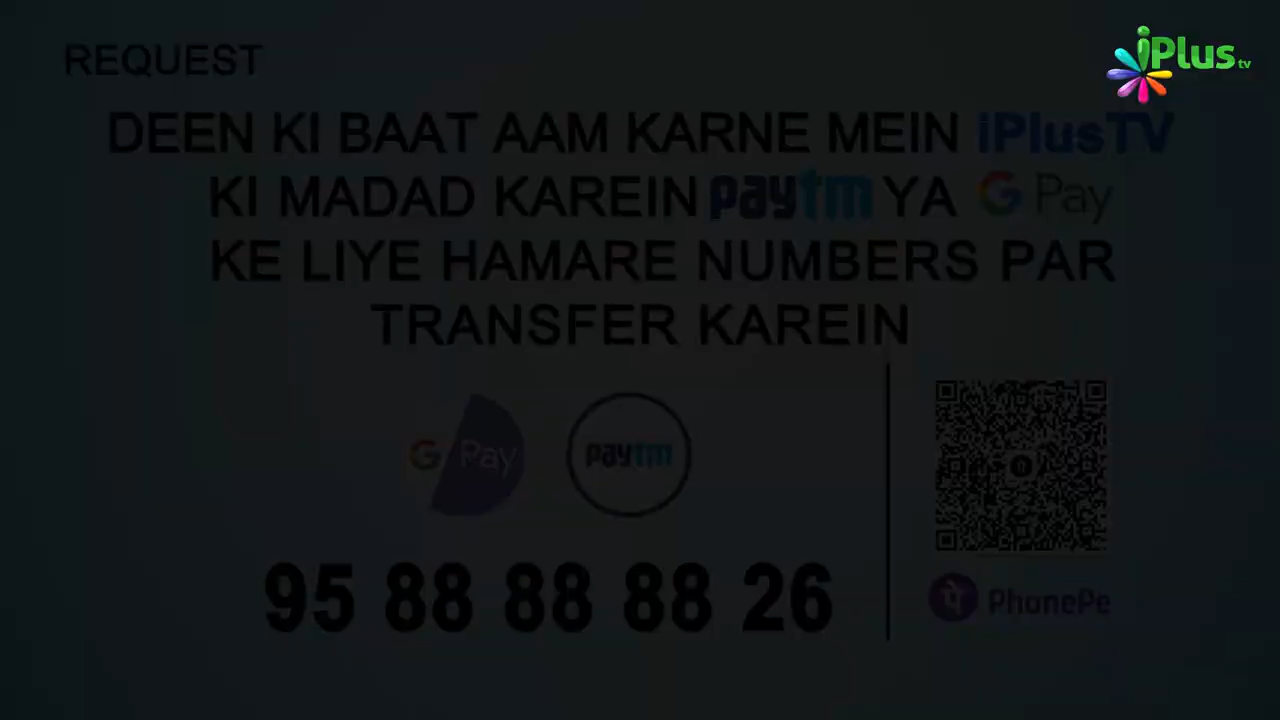 iPlus tv
REQUEST
DEEN KI BAAT AAM KARNE MEIN iPlusTV
KI MADAD KAREIN paytm YA G Pay
KE LIYE HAMARE NUMBERS PAR
TRANSFER KAREIN
G Pay paytm
95 88 88 88 26
पे PhonePe